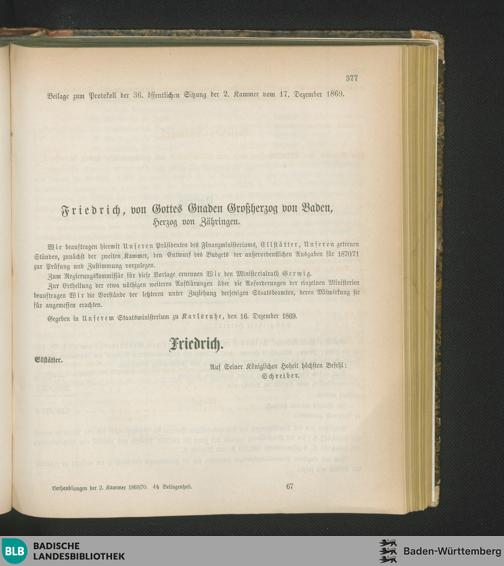 377
Beilage zum Protokoll der 36. öffentlichen Sitzung der 2. Kammer vom 17. Dezember 1869.
Friedrich, von Gottes Gnaden Großherzog von Baden,
Herzog von Zähringen.
Wir beauftragen hiermit Unseren Präsidenten des Finanzministeriums, Ellstätter, Unseren getreuen
Ständen, zunächst der zweiten Kammer, den Entwurf des Budgets der außerordentlichen Ausgaben für 1870/71
zur Prüfung und Zustimmung vorzulegen.
Zum Regierungskommissär für diese Vorlage ernennen Wir den Ministerialrath Gerwig.
Zur Ertheilung der etwa nöthigen weiteren Aufklärungen über die Anforderungen der einzelnen Ministerien
beauftragen Wir die Vorstände der letzteren unter Zuziehung derjenigen Staatsbeamten, deren Mitwirkung sie
für angemessen erachten.
Gegeben in Unserem Staatsministerium zu Karlsruhe, den 16. Dezember 1869.
Friedrich.
Ellstätter.
Auf Seiner Königlichen Hoheit höchsten Befehl:
Schreiber.
Verhandlungen der 2. Kammer 1869/70. 4s Beilagenheft.
67
BLB
BADISCHE
LANDESBIBLIOTHEK
Baden-Württemberg